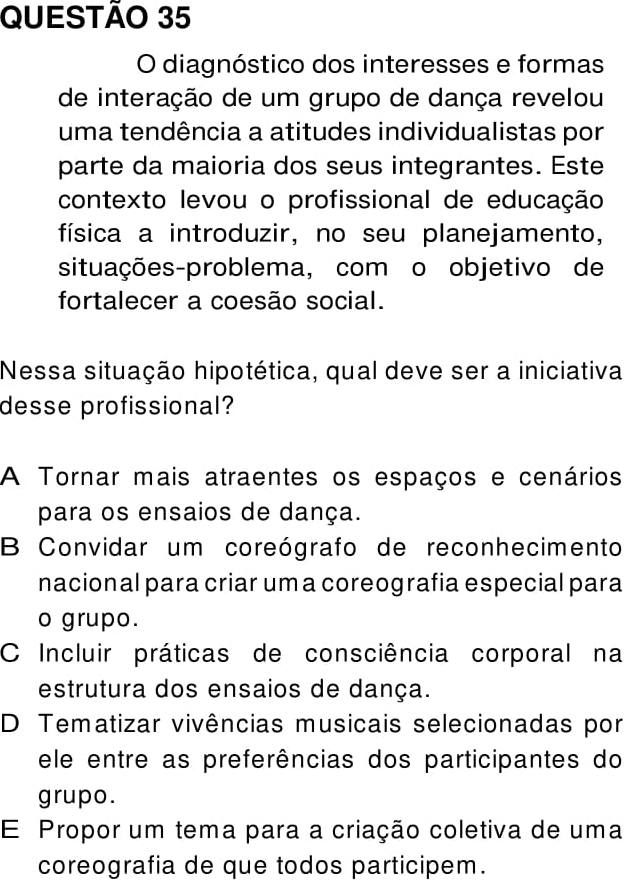 QUESTÃO 35
O diagnóstico dos interesses e formas
de interação de um grupo de dança revelou
uma tendência a atitudes individualistas por
parte da maioria dos seus integrantes. Este
contexto levou o profissional de educação
física a introduzir, no seu planejamento,
situações-problema, com o objetivo de
fortalecer a coesão social.
Nessa situação hipotética, qual deve ser a iniciativa
desse profissional?
A Tornar mais atraentes os espaços e cenários
para os ensaios de dança.
B Convidar um coreógrafo de reconhecimento
nacional para criar uma coreografia especial para
o grupo.
C Incluir práticas de consciência corporal na
estrutura dos ensaios de dança.
D Tematizar vivências musicais selecionadas por
ele entre as preferências dos participantes do
grupo.
E Propor um tema para a criação coletiva de uma
coreografia de que todos participem.